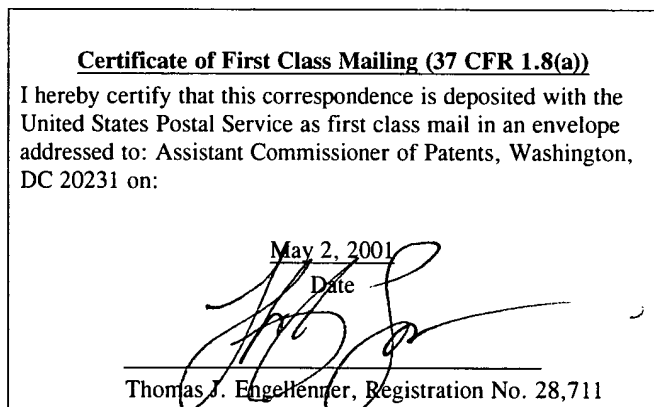 Certificate of First Class Mailing (37 CFR 1.8(a))
I hereby certify that this correspondence is deposited with the
United States Postal Service as first class mail in an envelope
addressed to: Assistant Commissioner of Patents, Washington,
DC 20231 on:
May 2, 2001
Date
Thomas J. Engellenner, Registration No. 28,711